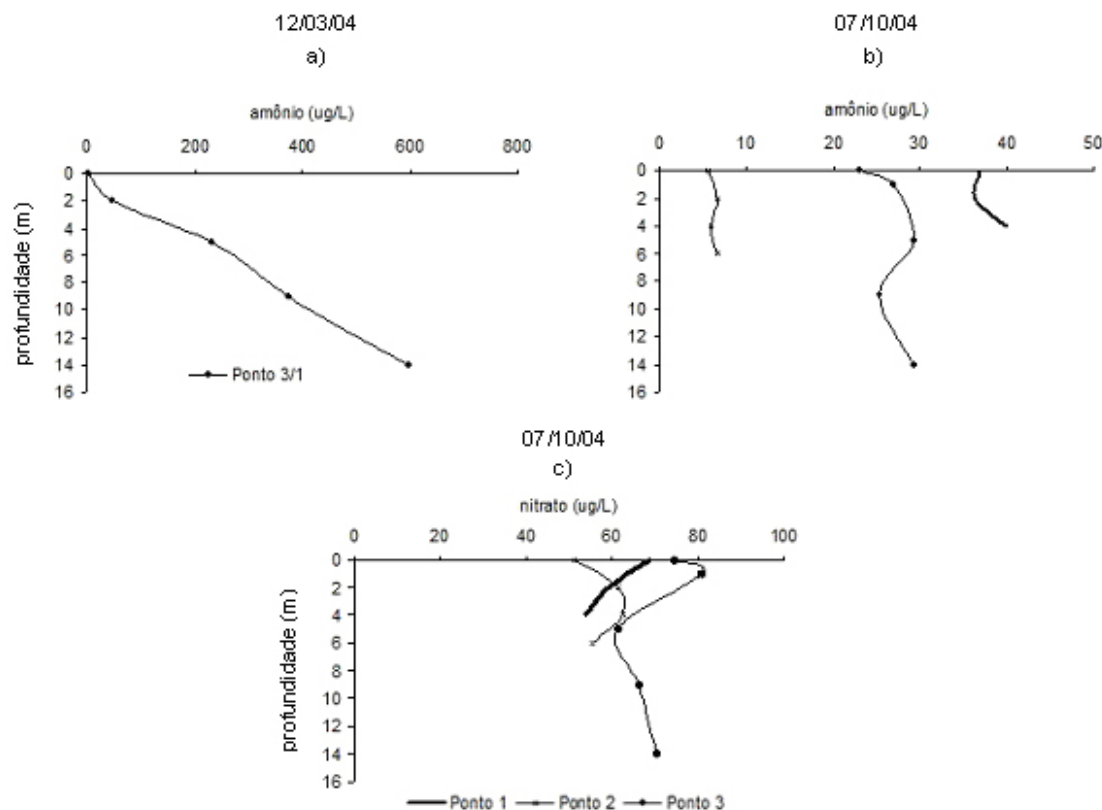 12/03/04
a)
amônio (ug/L)
0 200 400 600 800
0
2
4
6
8
10
12
14
16
profundidade (m)
Ponto 3/1
07/10/04
b)
amônio (ug/L)
0 10 20 30 40 50
0
2
4
6
8
10
12
14
16
07/10/04
c)
nitrato (ug/L)
0 20 40 60 80 100
0
2
4
6
8
10
12
14
16
profundidade (m)
Ponto 1 Ponto 2 Ponto 3